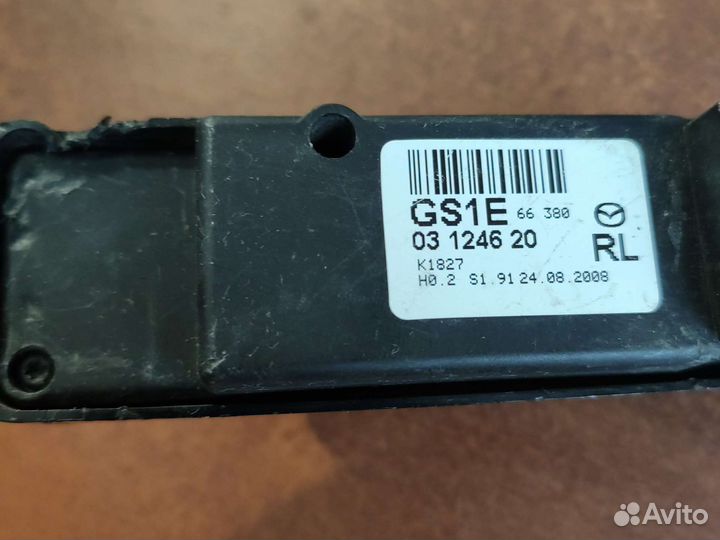 GS1E 66 380
03 1246 20
RL
K1827
H0.2 S1.91 24.08.2008
Avito